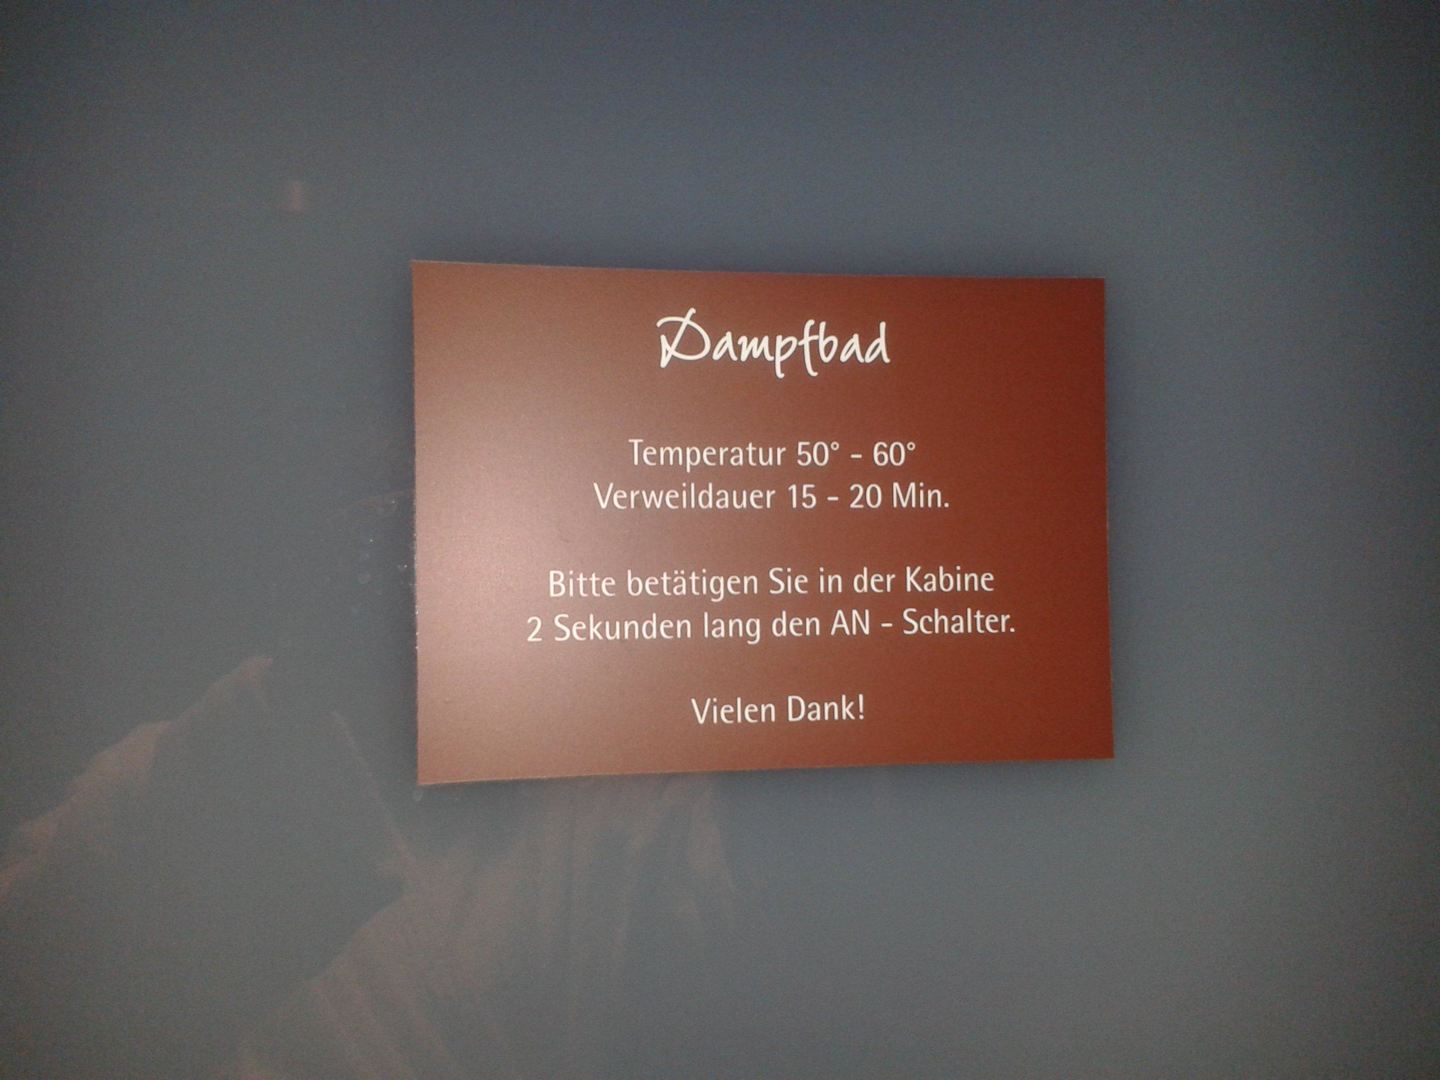 Dampfbad
Temperatur 50° - 60°
Verweildauer 15 - 20 Min.
Bitte betätigen Sie in der Kabine
2 Sekunden lang den AN - Schalter.
Vielen Dank!